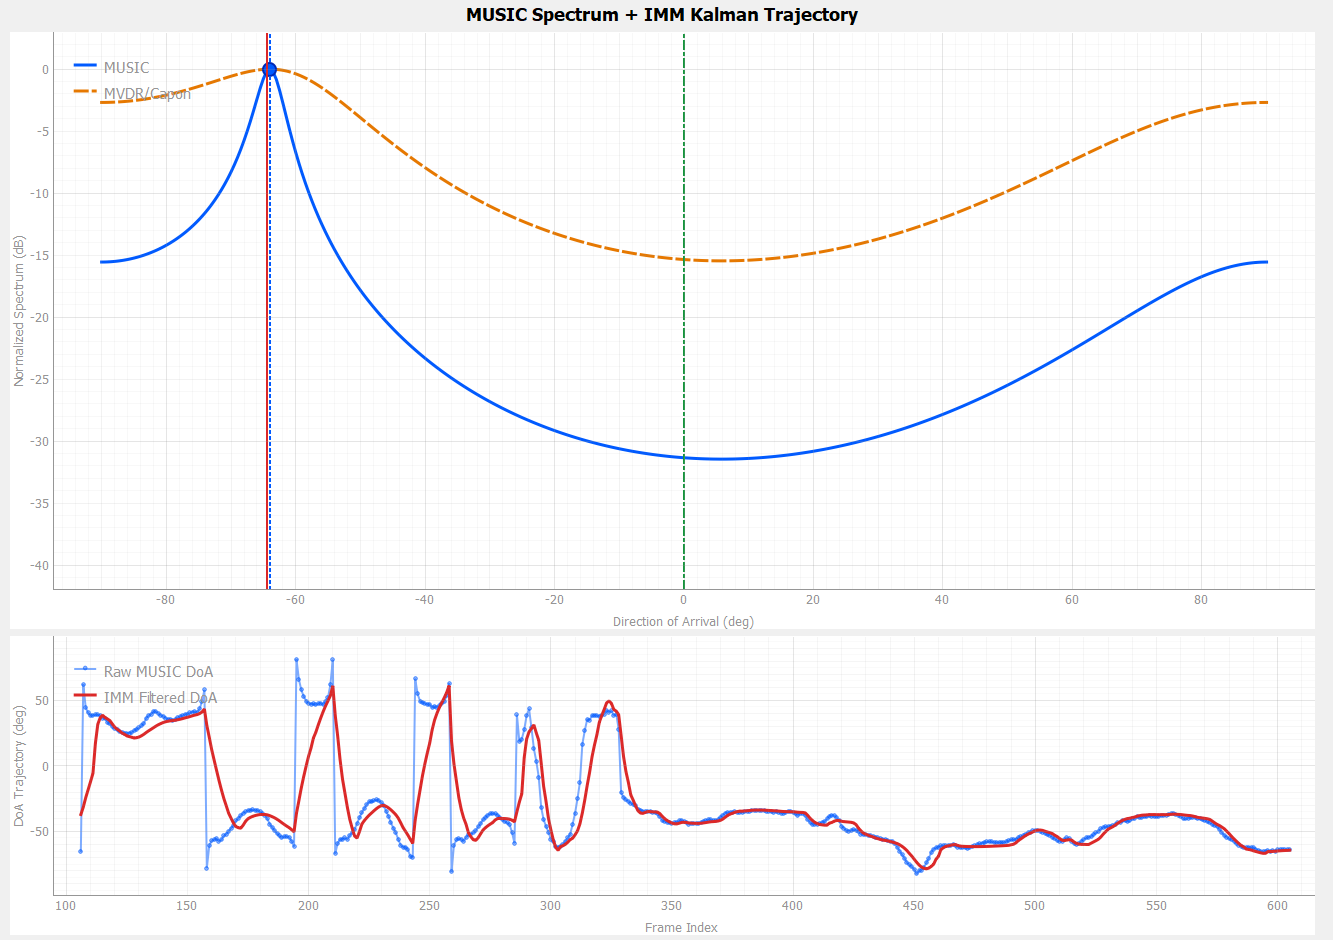 MUSIC Spectrum + IMM Kalman Trajectory
MUSIC
MVDR/Capon
Normalized Spectrum (dB)
0
-5
-10
-15
-20
-25
-30
-35
-40
-80 -60 -40 -20 0 20 40 60 80
Direction of Arrival (deg)
Raw MUSIC DoA
IMM Filtered DoA
DoA Trajectory (deg)
50
0
-50
100 150 200 250 300 350 400 450 500 550 600
Frame Index